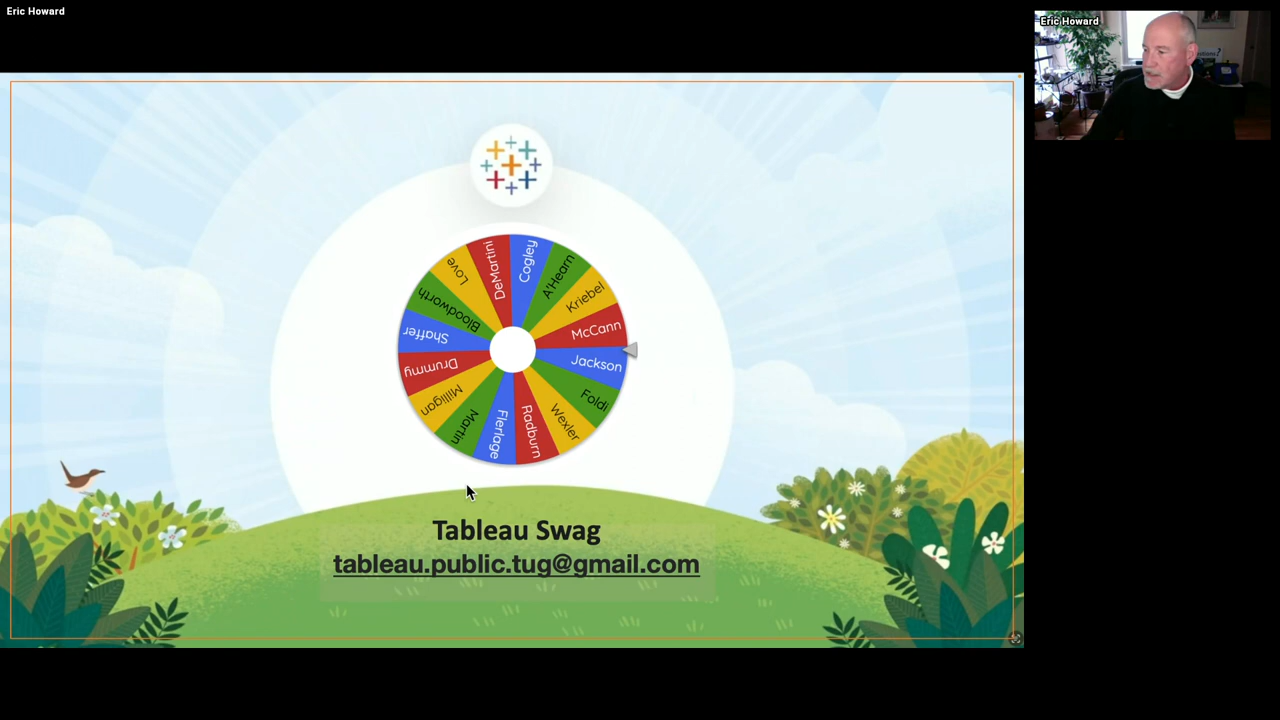 Eric Howard
Eric Howard
Cogley
A'Hearn
Kriebel
McCann
Jackson
Foldi
Wexler
Radburn
Flerlage
Martin
Milligan
Drummy
Shaffer
Bloodworth
Love
DeMartini
Tableau Swag
tableau.public.tug@gmail.com